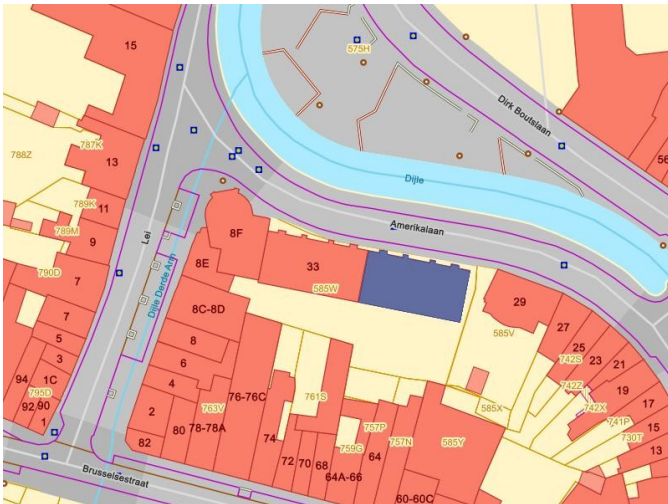 15
575H
Dirk Boutslaan
56
788Z
787K
13
789K
11
789M
9
790D
7
7
5
3
795D
94
1C
92
90
1
Lei
Dijle Derde Arm
Dijle
Amerikalaan
8F
8E
33
585W
8C-8D
8
6
4
2
82
80
763V
78-78A
76-76C
74
761S
72
70
68
759G
64A-66
757P
64
757N
585Y
60-60C
585V
29
585X
27
25
742S
23
21
742Z
19
742X
17
741P
15
730T
13
Brusselsestraat